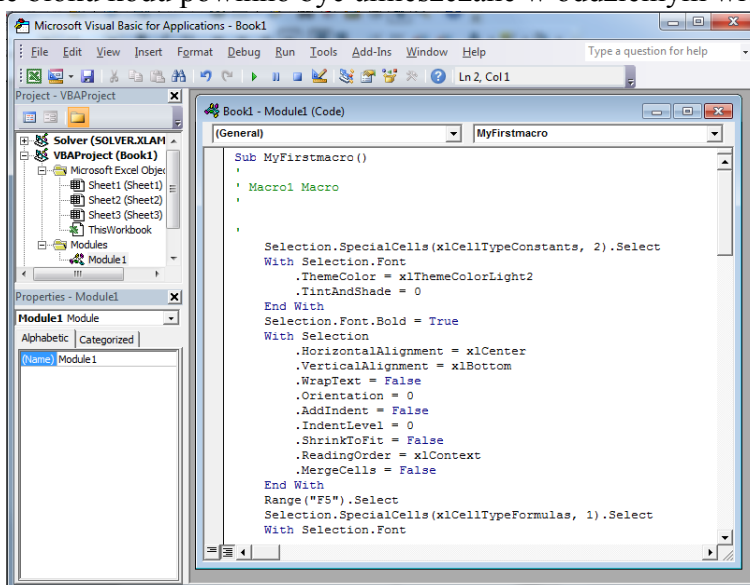 Microsoft Visual Basic for Applications - Book1
File Edit View Insert Format Debug Run Tools Add-Ins Window Help Type a question for help
Ln 2, Col 1
Project - VBAProject
Solver (SOLVER.XLAM
VBAProject (Book1)
Microsoft Excel Objec
Sheet1 (Sheet1)
Sheet2 (Sheet2)
Sheet3 (Sheet3)
ThisWorkbook
Modules
Module1
Properties - Module1
Module1 Module
Alphabetic Categorized
(Name) Module1
Book1 - Module1 (Code)
(General) MyFirstmacro
Sub MyFirstmacro()
'
' Macro1 Macro
'
'
Selection.SpecialCells(xlCellTypeConstants, 2).Select
With Selection.Font
.ThemeColor = xlThemeColorLight2
.TintAndShade = 0
End With
Selection.Font.Bold = True
With Selection
.HorizontalAlignment = xlCenter
.VerticalAlignment = xlBottom
.WrapText = False
.Orientation = 0
.AddIndent = False
.IndentLevel = 0
.ShrinkToFit = False
.ReadingOrder = xlContext
.MergeCells = False
End With
Range("F5").Select
Selection.SpecialCells(xlCellTypeFormulas, 1).Select
With Selection.Font